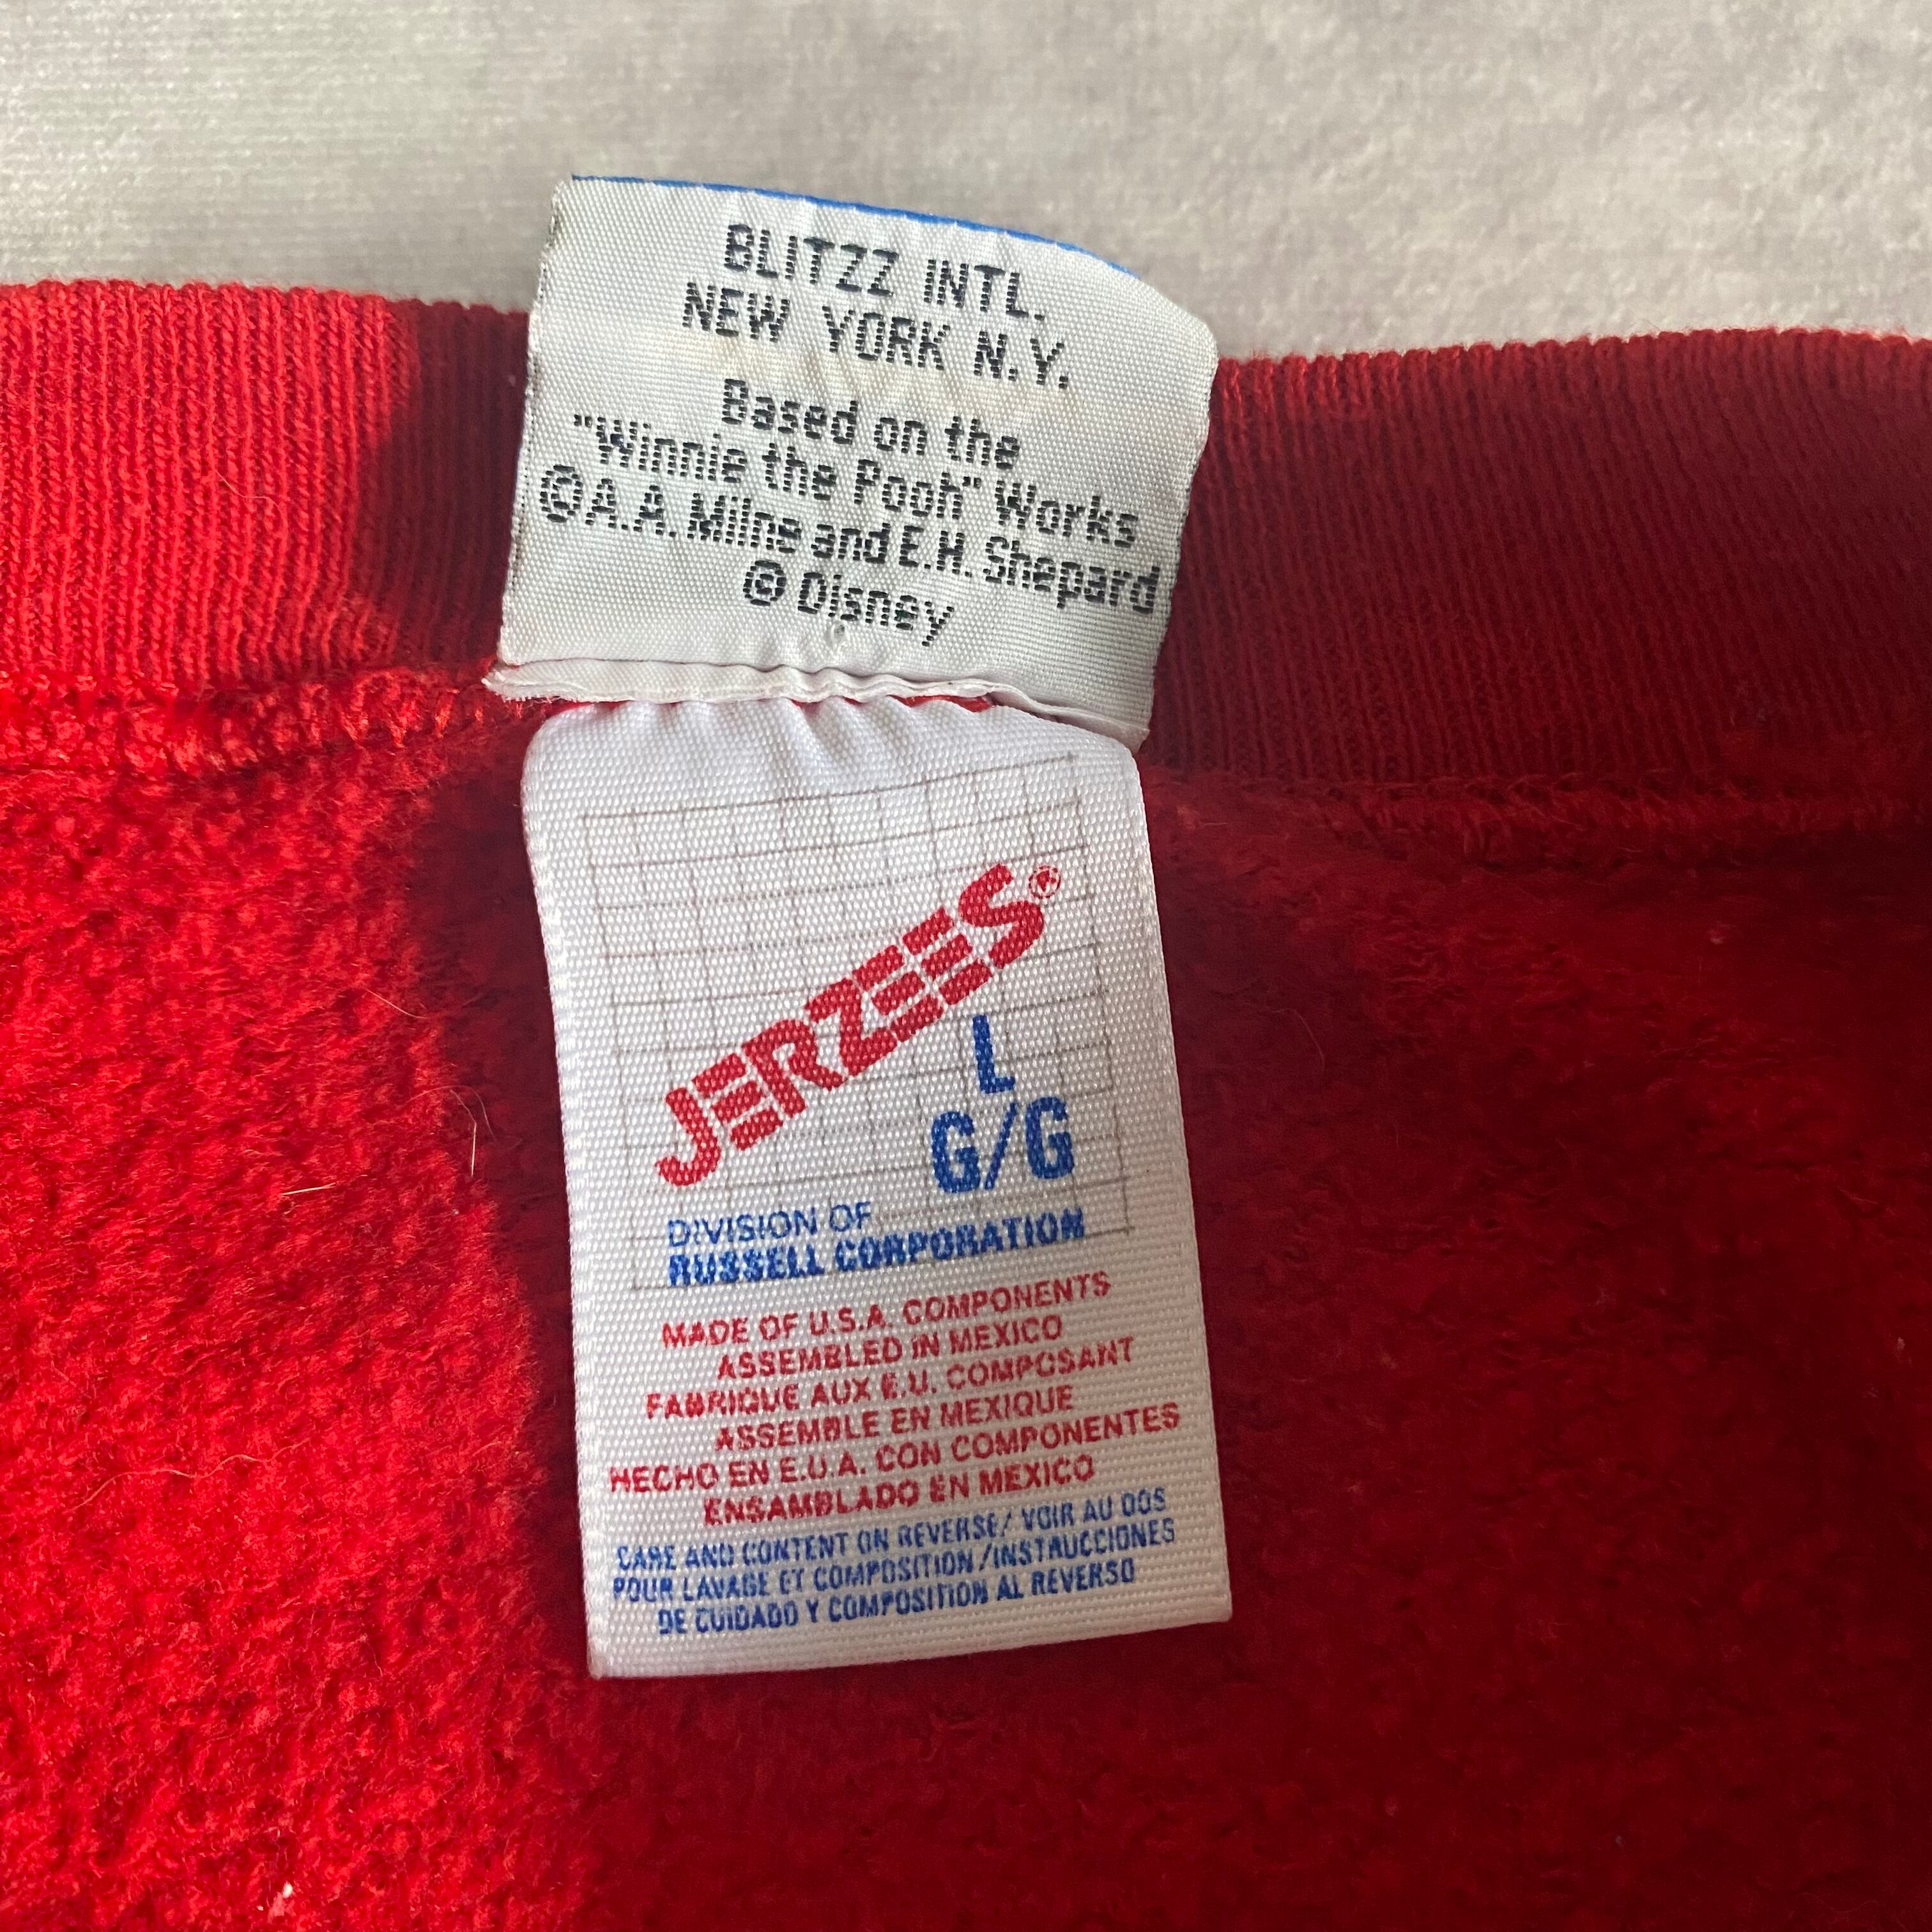 BLITZZ INTL.
NEW YORK N.Y.
Based on the
"Winnie the Pooh" Works
©A.A. Milne and E.H. Shepard
© Disney
JERZEES®
L
G/G
DIVISION OF
RUSSELL CORPORATION
MADE OF U.S.A. COMPONENTS
ASSEMBLED IN MEXICO
FABRIQUE AUX E.U. COMPOSANT
ASSEMBLE EN MEXIQUE
HECHO EN E.U.A. CON COMPONENTES
ENSAMBLADO EN MEXICO
CARE AND CONTENT ON REVERSE/ VOIR AU DOS
POUR LAVAGE ET COMPOSITION/INSTRUCCIONES
DE CUIDADO Y COMPOSITION AL REVERSO